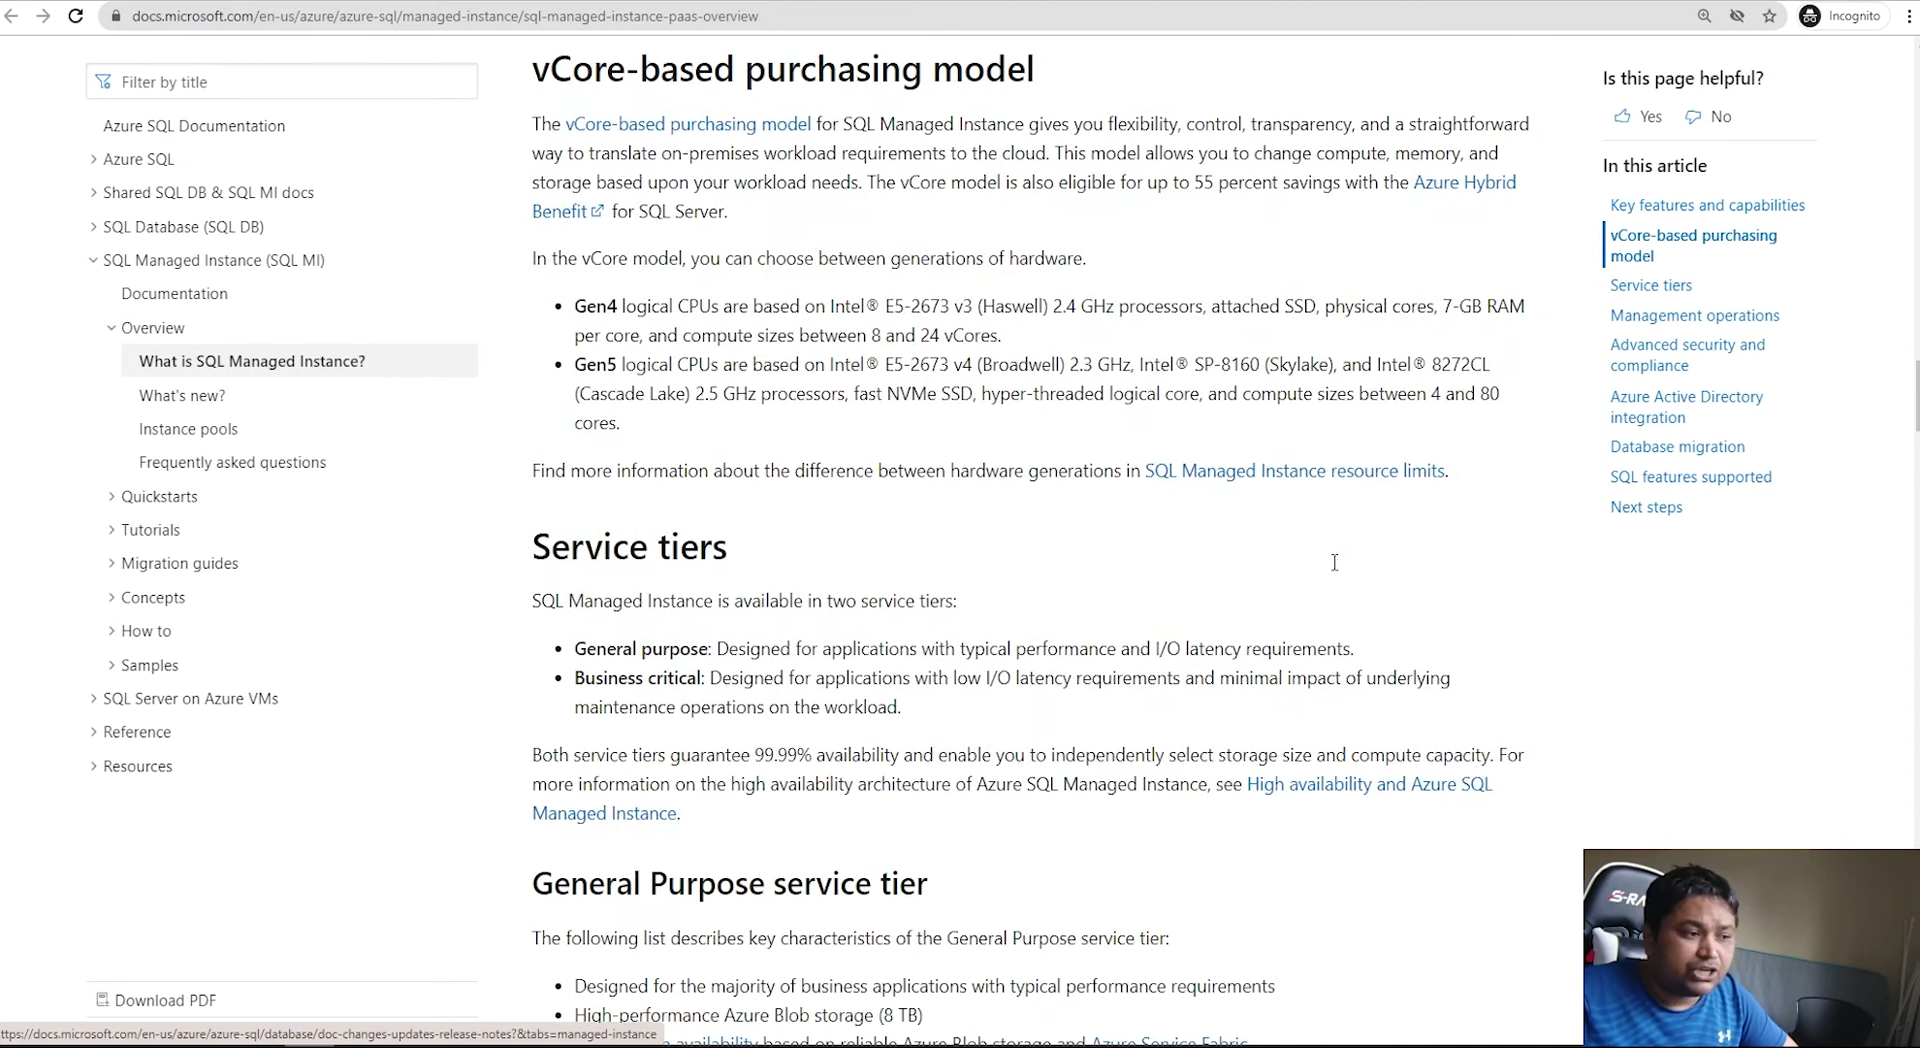 docs.microsoft.com/en-us/azure/azure-sql/managed-instance/sql-managed-instance-paas-overview
Incognito
Filter by title
Azure SQL Documentation
Azure SQL
Shared SQL DB & SQL MI docs
SQL Database (SQL DB)
SQL Managed Instance (SQL MI)
Documentation
Overview
What is SQL Managed Instance?
What's new?
Instance pools
Frequently asked questions
Quickstarts
Tutorials
Migration guides
Concepts
How to
Samples
SQL Server on Azure VMs
Reference
Resources
Download PDF
ttps://docs.microsoft.com/en-us/azure/azure-sql/database/doc-changes-updates-release-notes?&tabs=managed-instance
vCore-based purchasing model
The vCore-based purchasing model for SQL Managed Instance gives you flexibility, control, transparency, and a straightforward
way to translate on-premises workload requirements to the cloud. This model allows you to change compute, memory, and
storage based upon your workload needs. The vCore model is also eligible for up to 55 percent savings with the Azure Hybrid
Benefit for SQL Server.
In the vCore model, you can choose between generations of hardware.
• Gen4 logical CPUs are based on Intel® E5-2673 v3 (Haswell) 2.4 GHz processors, attached SSD, physical cores, 7-GB RAM
per core, and compute sizes between 8 and 24 vCores.
• Gen5 logical CPUs are based on Intel® E5-2673 v4 (Broadwell) 2.3 GHz, Intel® SP-8160 (Skylake), and Intel® 8272CL
(Cascade Lake) 2.5 GHz processors, fast NVMe SSD, hyper-threaded logical core, and compute sizes between 4 and 80
cores.
Find more information about the difference between hardware generations in SQL Managed Instance resource limits.
Service tiers
SQL Managed Instance is available in two service tiers:
• General purpose: Designed for applications with typical performance and I/O latency requirements.
• Business critical: Designed for applications with low I/O latency requirements and minimal impact of underlying
maintenance operations on the workload.
Both service tiers guarantee 99.99% availability and enable you to independently select storage size and compute capacity. For
more information on the high availability architecture of Azure SQL Managed Instance, see High availability and Azure SQL
Managed Instance.
General Purpose service tier
The following list describes key characteristics of the General Purpose service tier:
• Designed for the majority of business applications with typical performance requirements
• High-performance Azure Blob storage (8 TB)
availability based on reliable Azure Blob storage and Azure Service Fabric
Is this page helpful?
Yes
No
In this article
Key features and capabilities
vCore-based purchasing
model
Service tiers
Management operations
Advanced security and
compliance
Azure Active Directory
integration
Database migration
SQL features supported
Next steps